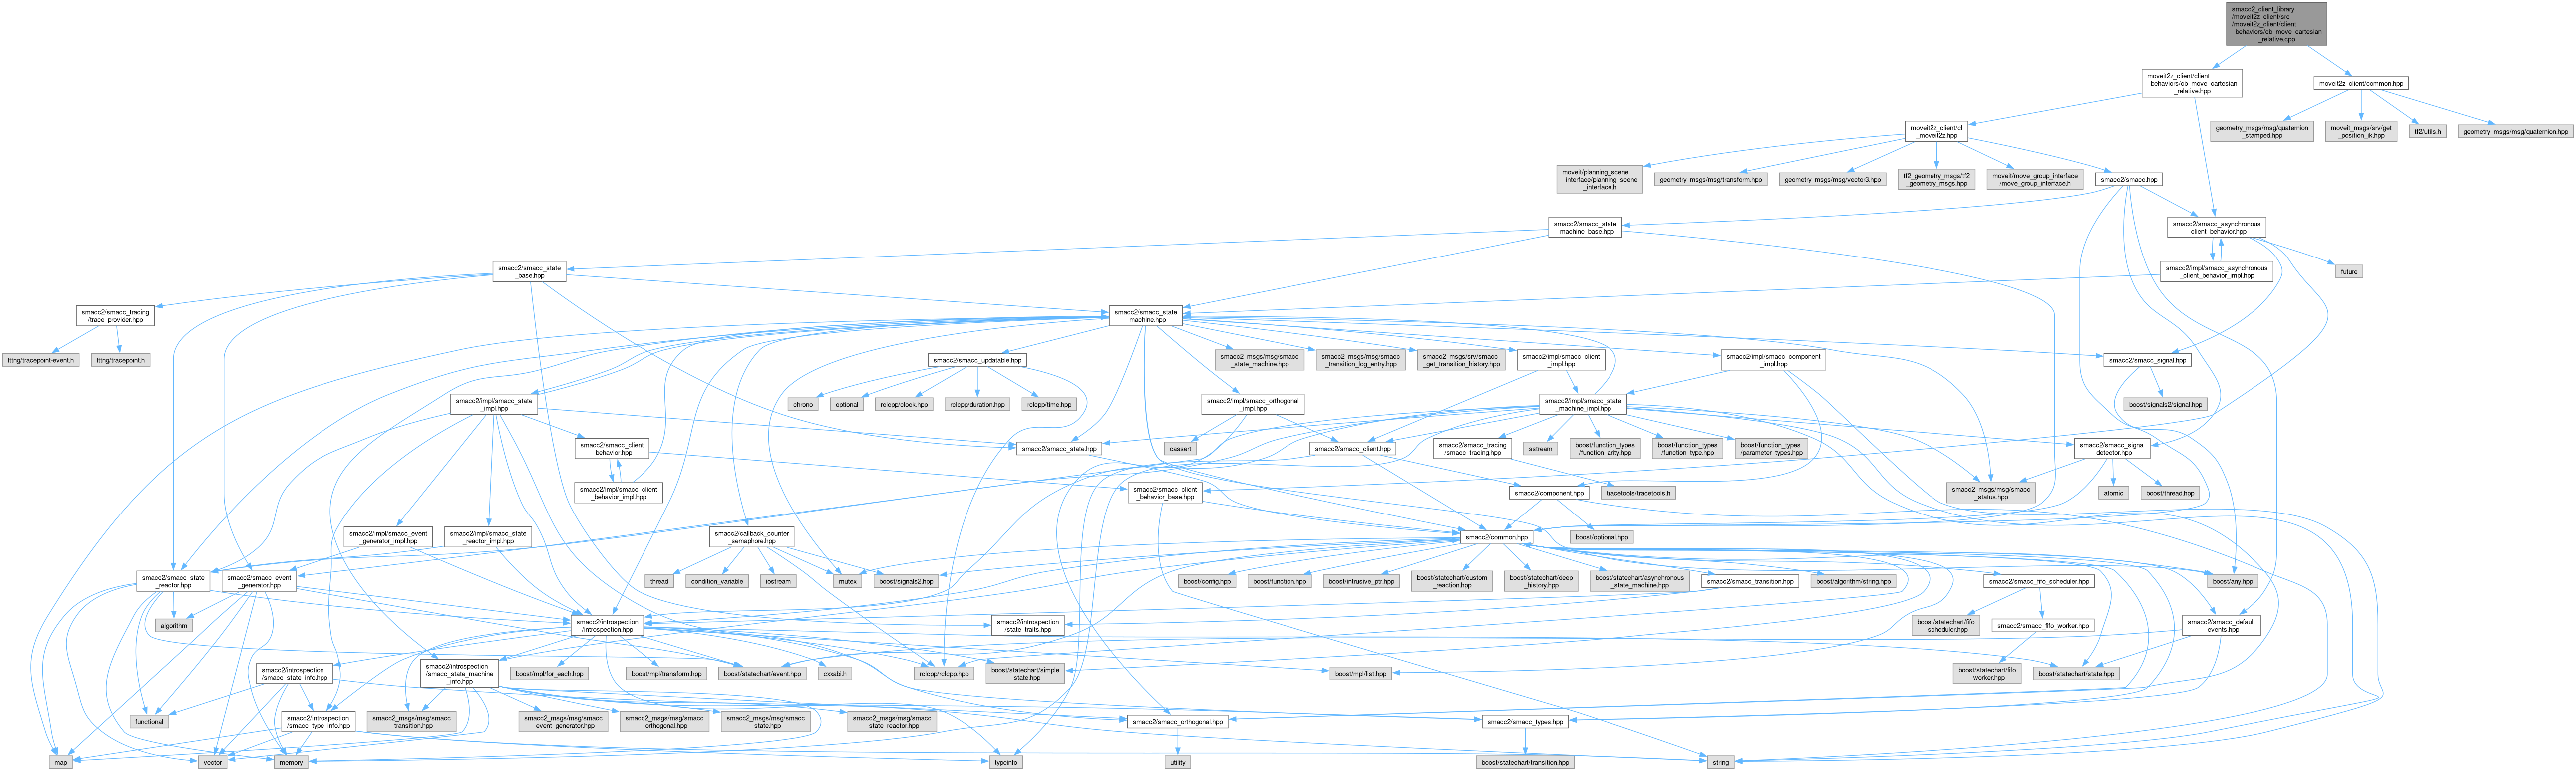 smacc2_client_library
/moveit2z_client/src
/moveit2z_client/client
_behaviors/cb_move_cartesian
_relative.cpp
moveit2z_client/client
_behaviors/cb_move_cartesian
_relative.hpp
moveit2z_client/common.hpp
moveit2z_client/cl
_moveit2z.hpp
geometry_msgs/msg/quaternion
_stamped.hpp
moveit_msgs/srv/get
_position_ik.hpp
tf2/utils.h
geometry_msgs/msg/quaternion.hpp
moveit/planning_scene
_interface/planning_scene
_interface.h
geometry_msgs/msg/transform.hpp
geometry_msgs/msg/vector3.hpp
tf2_geometry_msgs/tf2
_geometry_msgs.hpp
moveit/move_group_interface
/move_group_interface.h
smacc2/smacc.hpp
smacc2/smacc_state
_machine_base.hpp
smacc2/smacc_asynchronous
_client_behavior.hpp
smacc2/smacc_state
_base.hpp
smacc2/impl/smacc_asynchronous
_client_behavior_impl.hpp
future
smacc2/smacc_tracing
/trace_provider.hpp
smacc2/smacc_state
_machine.hpp
lttng/tracepoint-event.h
lttng/tracepoint.h
smacc2/smacc_updatable.hpp
smacc2_msgs/msg/smacc
_state_machine.hpp
smacc2_msgs/msg/smacc
_transition_log_entry.hpp
smacc2_msgs/srv/smacc
_get_transition_history.hpp
smacc2/impl/smacc_client
_impl.hpp
smacc2/impl/smacc_component
_impl.hpp
smacc2/smacc_signal.hpp
smacc2/impl/smacc_state
_impl.hpp
chrono
optional
rclcpp/clock.hpp
rclcpp/duration.hpp
rclcpp/time.hpp
smacc2/impl/smacc_orthogonal
_impl.hpp
smacc2/impl/smacc_state
_machine_impl.hpp
boost/signals2/signal.hpp
smacc2/smacc_client
_behavior.hpp
smacc2/smacc_state.hpp
cassert
smacc2/smacc_client.hpp
smacc2/smacc_tracing
/smacc_tracing.hpp
sstream
boost/function_types
/function_arity.hpp
boost/function_types
/function_type.hpp
boost/function_types
/parameter_types.hpp
smacc2/smacc_signal
_detector.hpp
smacc2/impl/smacc_client
_behavior_impl.hpp
smacc2/smacc_client
_behavior_base.hpp
smacc2/component.hpp
tracetools/tracetools.h
smacc2_msgs/msg/smacc
_status.hpp
atomic
boost/thread.hpp
smacc2/impl/smacc_event
_generator_impl.hpp
smacc2/impl/smacc_state
_reactor_impl.hpp
smacc2/callback_counter
_semaphore.hpp
smacc2/common.hpp
boost/optional.hpp
smacc2/smacc_state
_reactor.hpp
smacc2/smacc_event
_generator.hpp
thread
condition_variable
iostream
mutex
boost/signals2.hpp
boost/config.hpp
boost/function.hpp
boost/intrusive_ptr.hpp
boost/statechart/custom
_reaction.hpp
boost/statechart/deep
_history.hpp
boost/statechart/asynchronous
_state_machine.hpp
smacc2/smacc_transition.hpp
boost/algorithm/string.hpp
smacc2/smacc_fifo_scheduler.hpp
boost/any.hpp
algorithm
smacc2/introspection
/introspection.hpp
smacc2/introspection
/state_traits.hpp
boost/statechart/fifo
_scheduler.hpp
smacc2/smacc_fifo_worker.hpp
smacc2/smacc_default
_events.hpp
smacc2/introspection
/smacc_state_info.hpp
smacc2/introspection
/smacc_state_machine
_info.hpp
boost/mpl/for_each.hpp
boost/mpl/transform.hpp
boost/statechart/event.hpp
cxxabi.h
rclcpp/rclcpp.hpp
boost/statechart/simple
_state.hpp
boost/mpl/list.hpp
boost/statechart/fifo
_worker.hpp
boost/statechart/state.hpp
functional
smacc2/introspection
/smacc_type_info.hpp
smacc2_msgs/msg/smacc
_transition.hpp
smacc2_msgs/msg/smacc
_event_generator.hpp
smacc2_msgs/msg/smacc
_orthogonal.hpp
smacc2_msgs/msg/smacc
_state.hpp
smacc2_msgs/msg/smacc
_state_reactor.hpp
smacc2/smacc_orthogonal.hpp
smacc2/smacc_types.hpp
map
vector
memory
typeinfo
utility
boost/statechart/transition.hpp
string